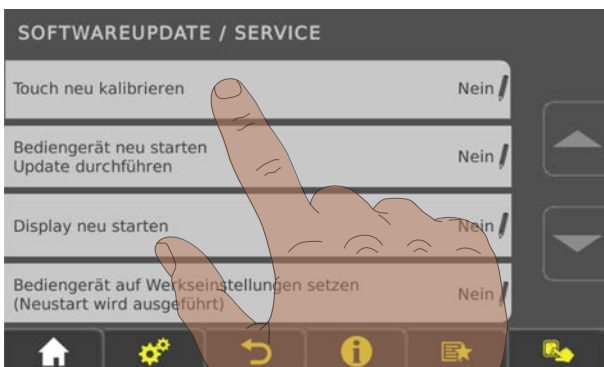 SOFTWAREUPDATE / SERVICE
Touch neu kalibrieren
Nein
Bediengerät neu starten
Update durchführen
Nein
Display neu starten
Nein
Bediengerät auf Werkseinstellungen setzen
(Neustart wird ausgeführt)
Nein